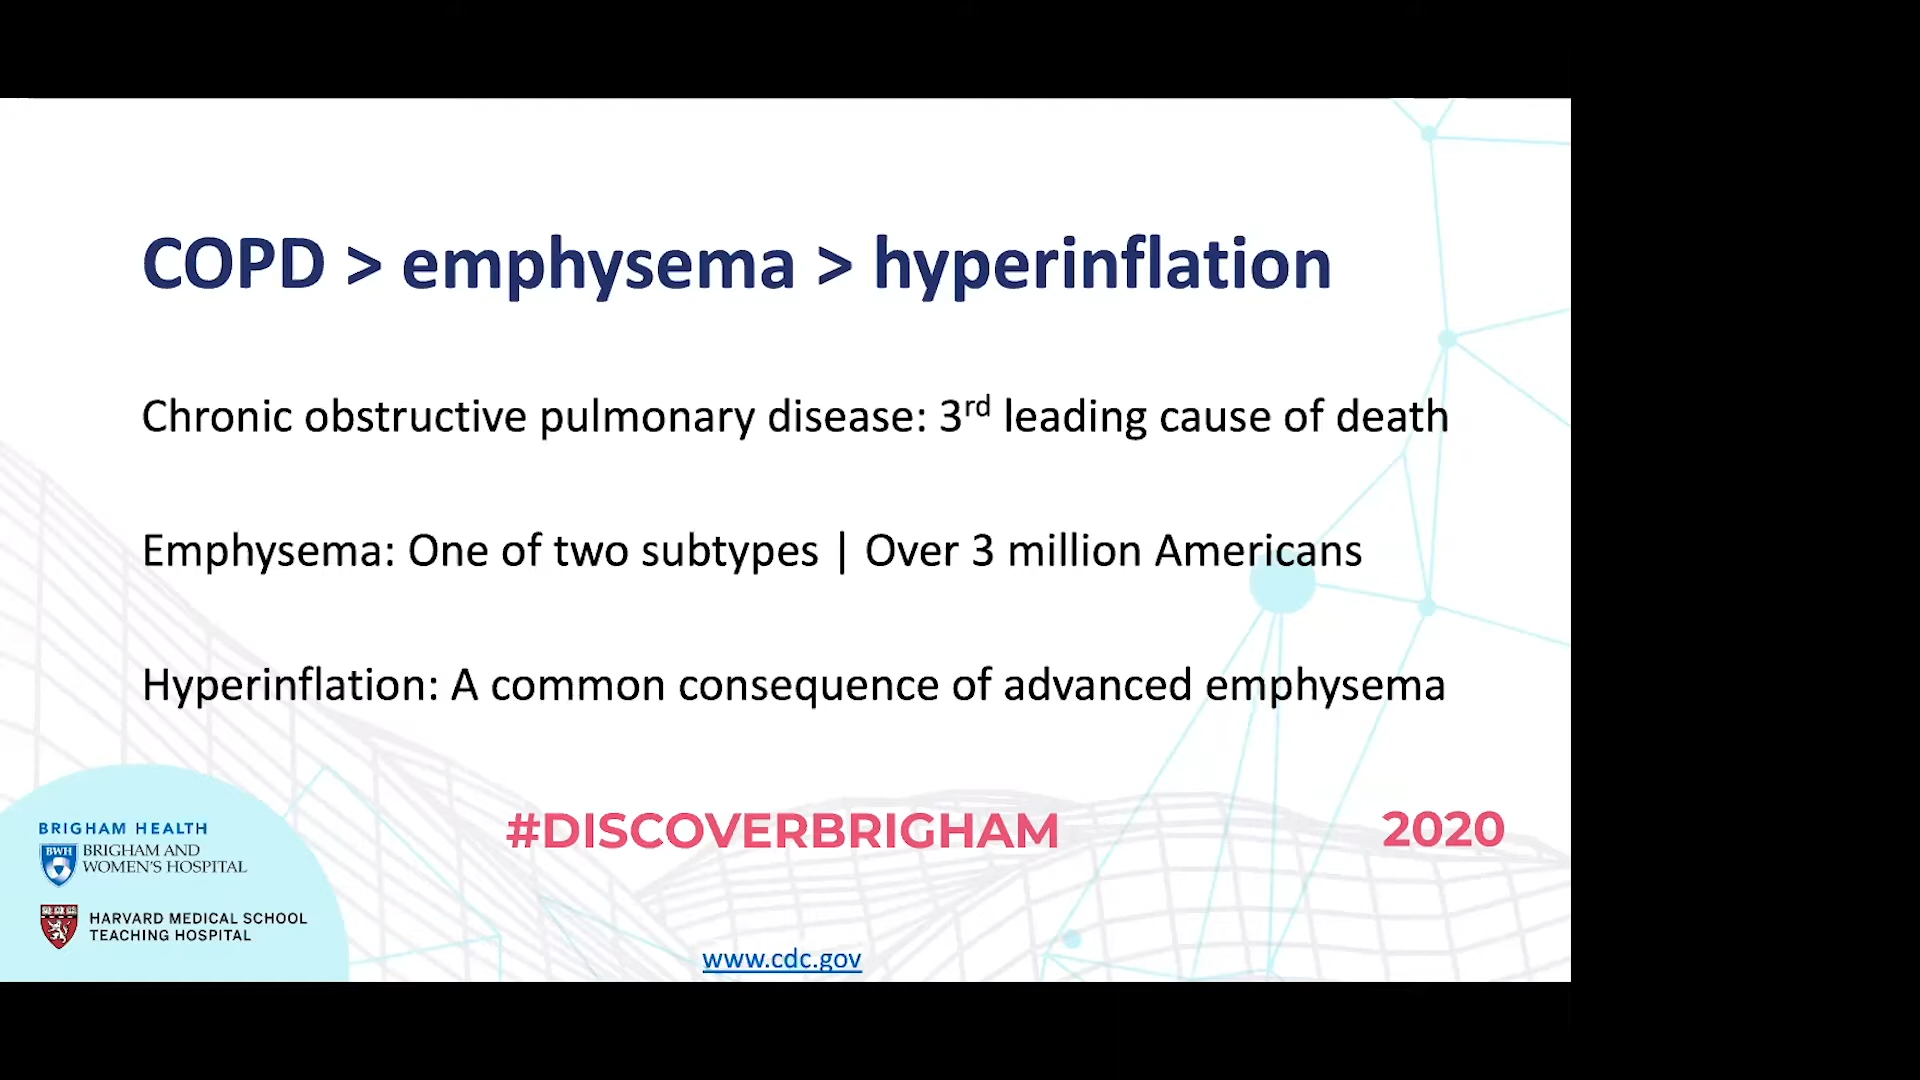 COPD > emphysema > hyperinflation
Chronic obstructive pulmonary disease: 3rd leading cause of death
Emphysema: One of two subtypes | Over 3 million Americans
Hyperinflation: A common consequence of advanced emphysema
#DISCOVERBRIGHAM
2020
BRIGHAM HEALTH
BWH
BRIGHAM AND
WOMEN'S HOSPITAL
HARVARD MEDICAL SCHOOL
TEACHING HOSPITAL
www.cdc.gov